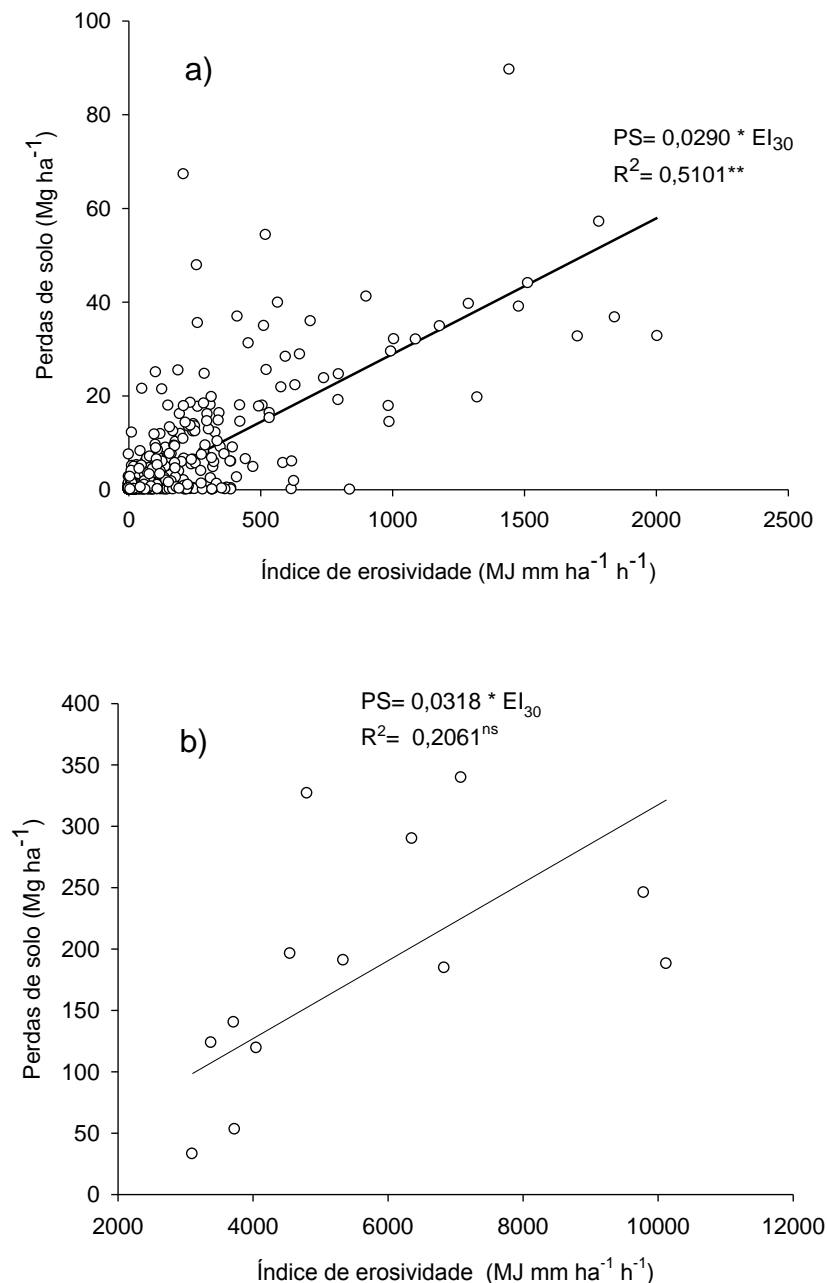 a)
PS= 0,0290 * EI30
R2= 0,5101**
Perdas de solo (Mg ha-1)
100
80
60
40
20
0
0 500 1000 1500 2000 2500
Índice de erosividade (MJ mm ha-1 h-1)
b)
PS= 0,0318 * EI30
R2= 0,2061ns
Perdas de solo (Mg ha-1)
400
350
300
250
200
150
100
50
0
2000 4000 6000 8000 10000 12000
Índice de erosividade (MJ mm ha-1 h-1)